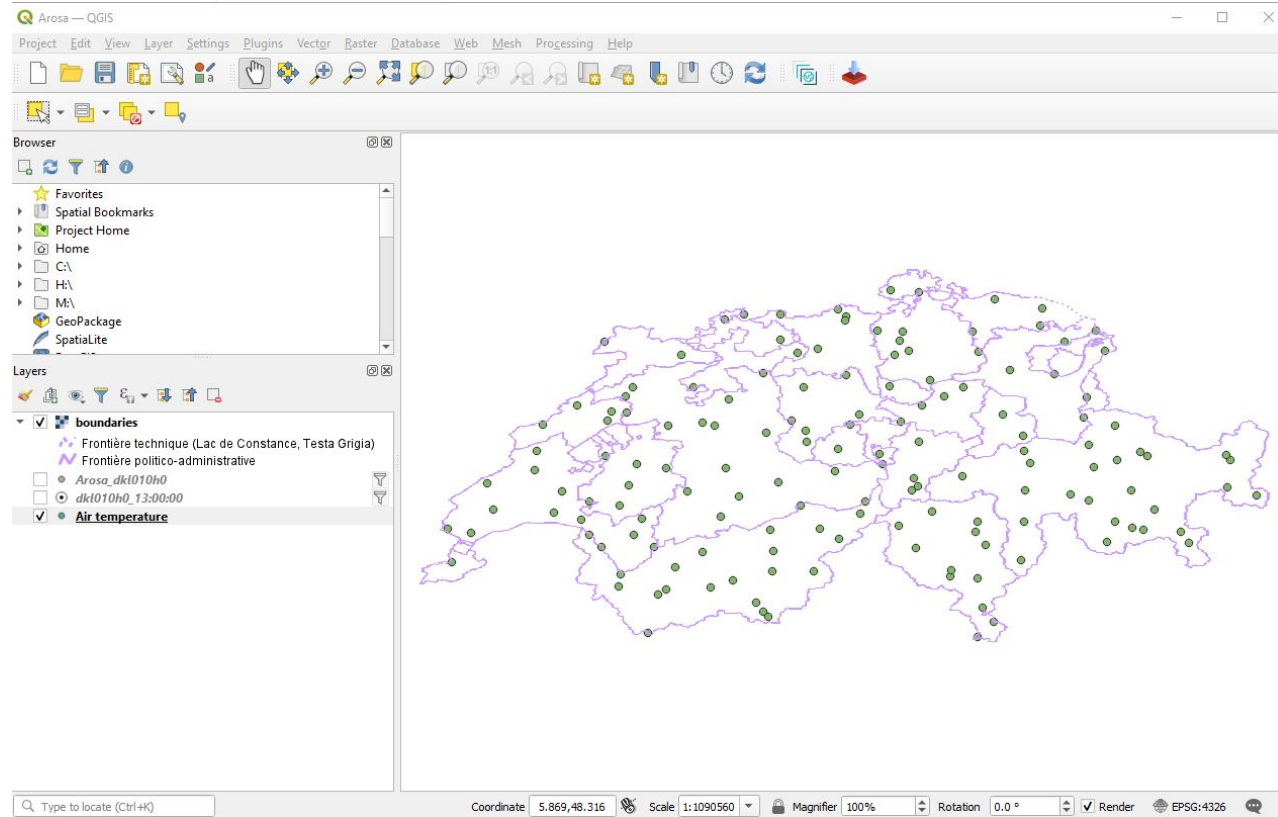 Arosa — QGIS
Project Edit View Layer Settings Plugins Vector Raster Database Web Mesh Processing Help
Browser
Favorites
Spatial Bookmarks
Project Home
Home
C:\
H:\
M:\
GeoPackage
SpatiaLite
Layers
boundaries
Frontière technique (Lac de Constance, Testa Grigia)
Frontière politico-administrative
Arosa_dkl010h0
dkl010h0_13:00:00
Air temperature
Type to locate (Ctrl+K) Coordinate 5.869,48.316 Scale 1:1090560 Magnifier 100% Rotation 0.0 ° Render EPSG:4326